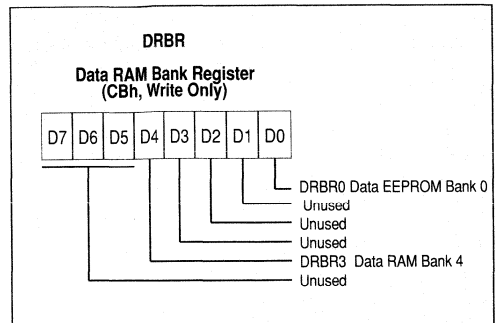 DRBR
Data RAM Bank Register
(CBh, Write Only)
D7 D6 D5 D4 D3 D2 D1 D0
DRBR0 Data EEPROM Bank 0
Unused
Unused
Unused
DRBR3 Data RAM Bank 4
Unused